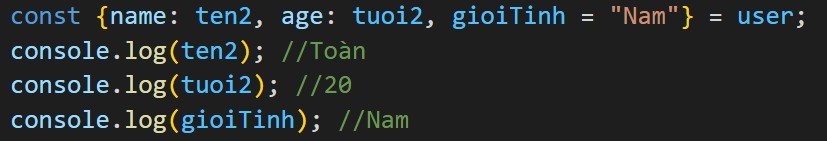 const {name: ten2, age: tuoi2, gioiTinh = "Nam"} = user;
console.log(ten2); //Toàn
console.log(tuoi2); //20
console.log(gioiTinh); //Nam